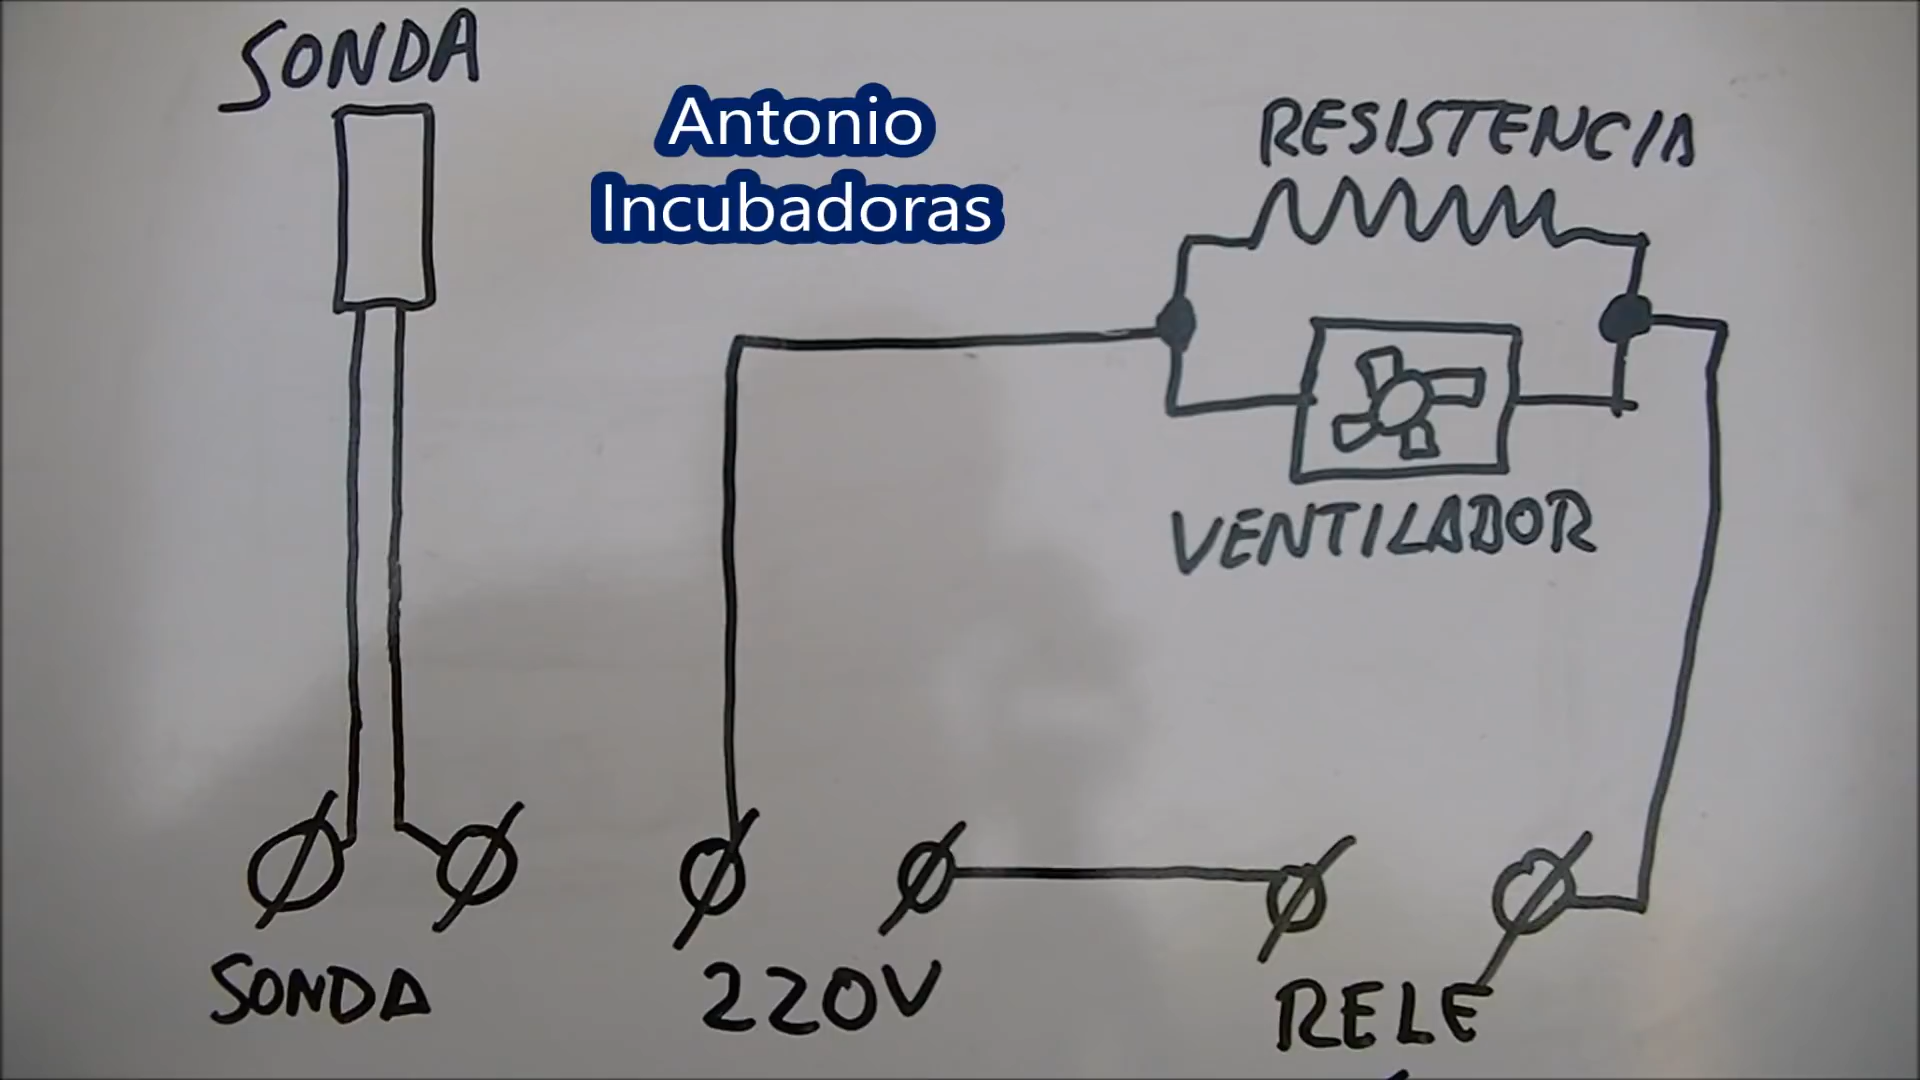 SONDA
Antonio
Incubadoras
RESISTENCIA
VENTILADOR
SONDA
220V
RELE